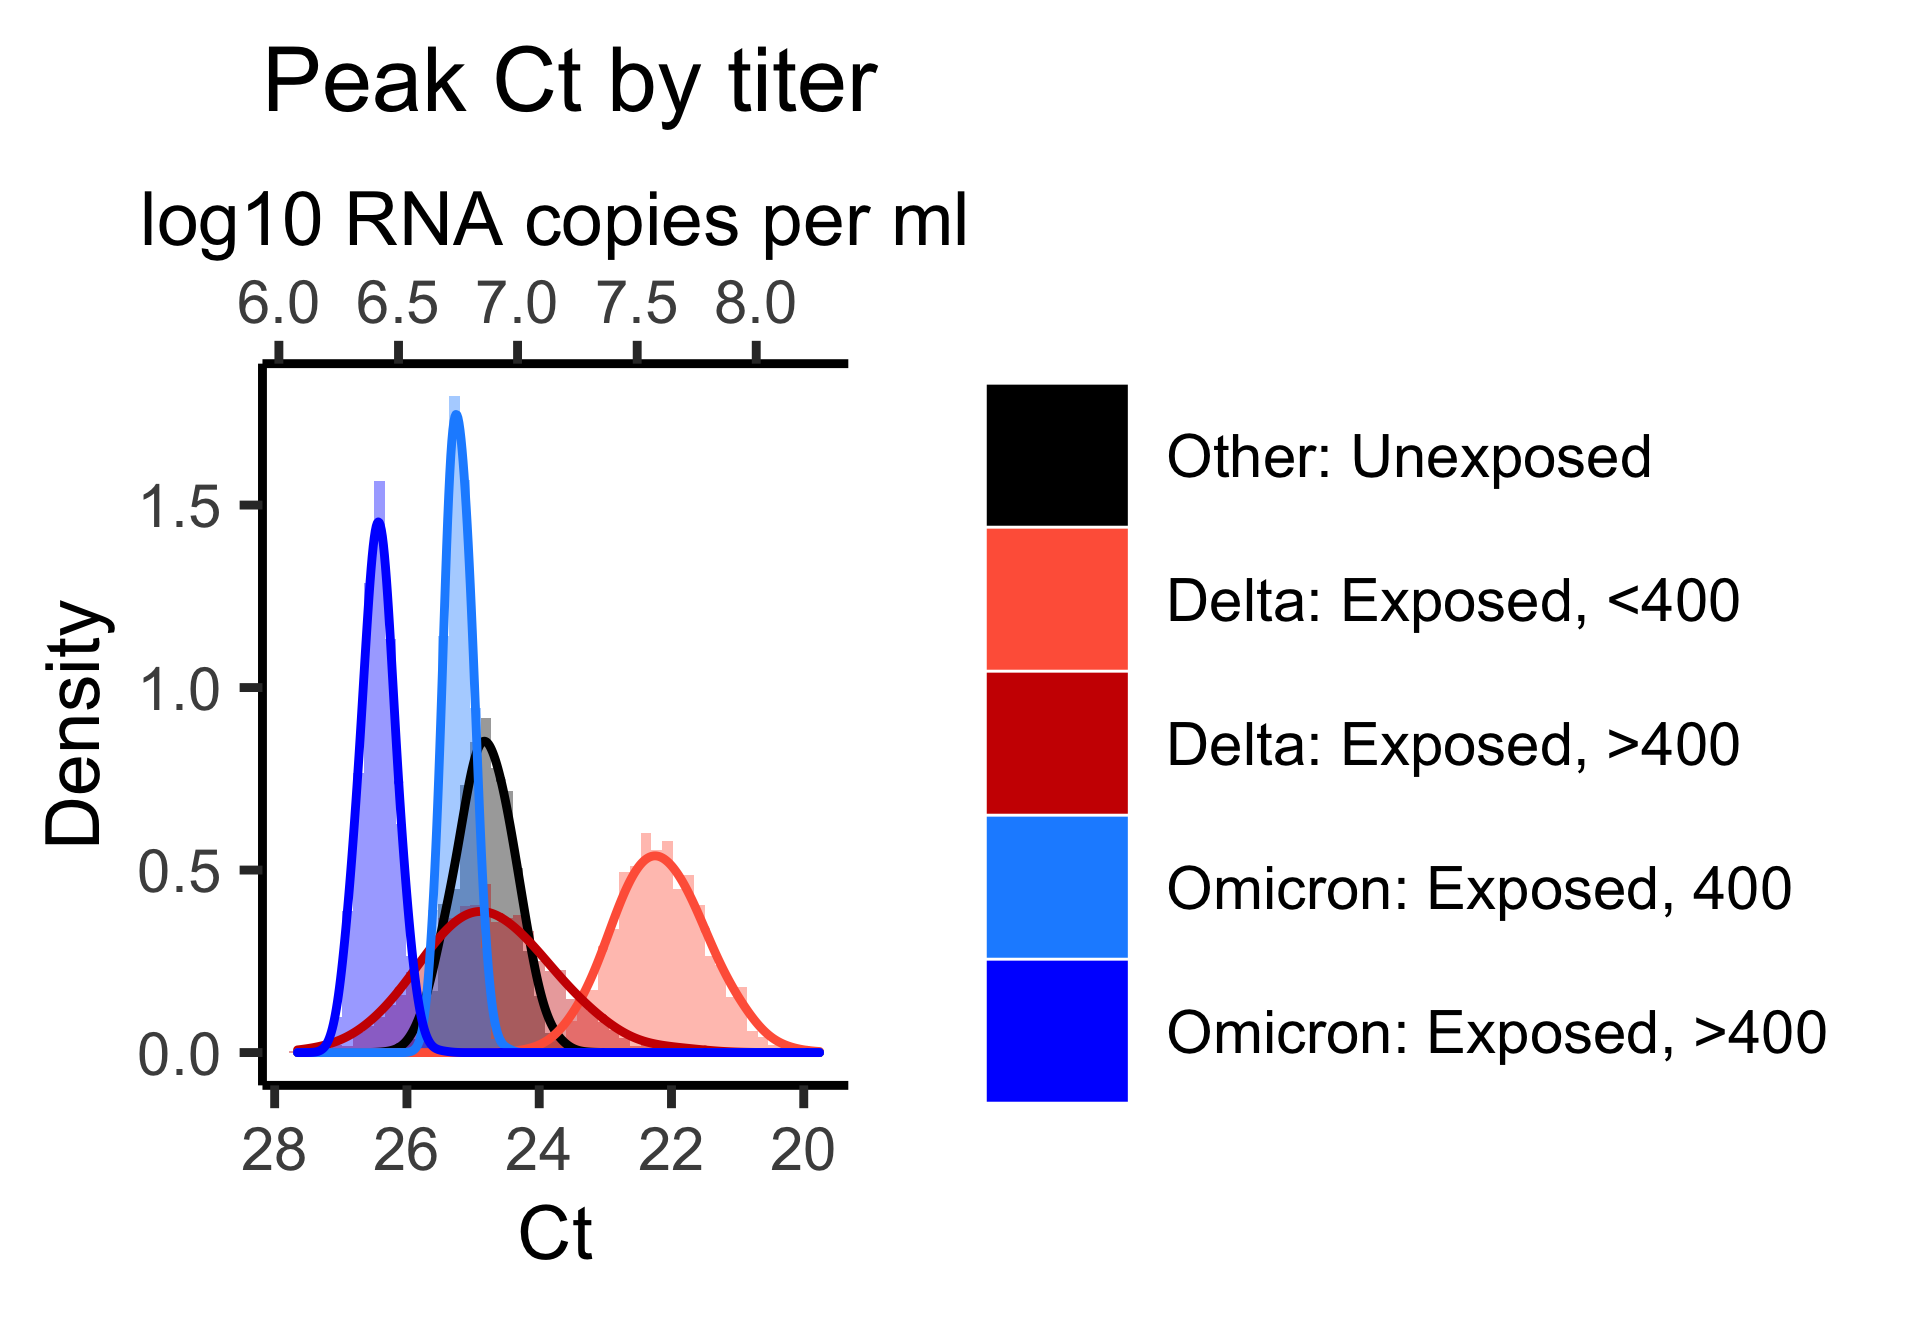 Peak Ct by titer
log10 RNA copies per ml
6.0 6.5 7.0 7.5 8.0
1.5
1.0
0.5
0.0
Density
28 26 24 22 20
Ct
Other: Unexposed
Delta: Exposed, <400
Delta: Exposed, >400
Omicron: Exposed, 400
Omicron: Exposed, >400